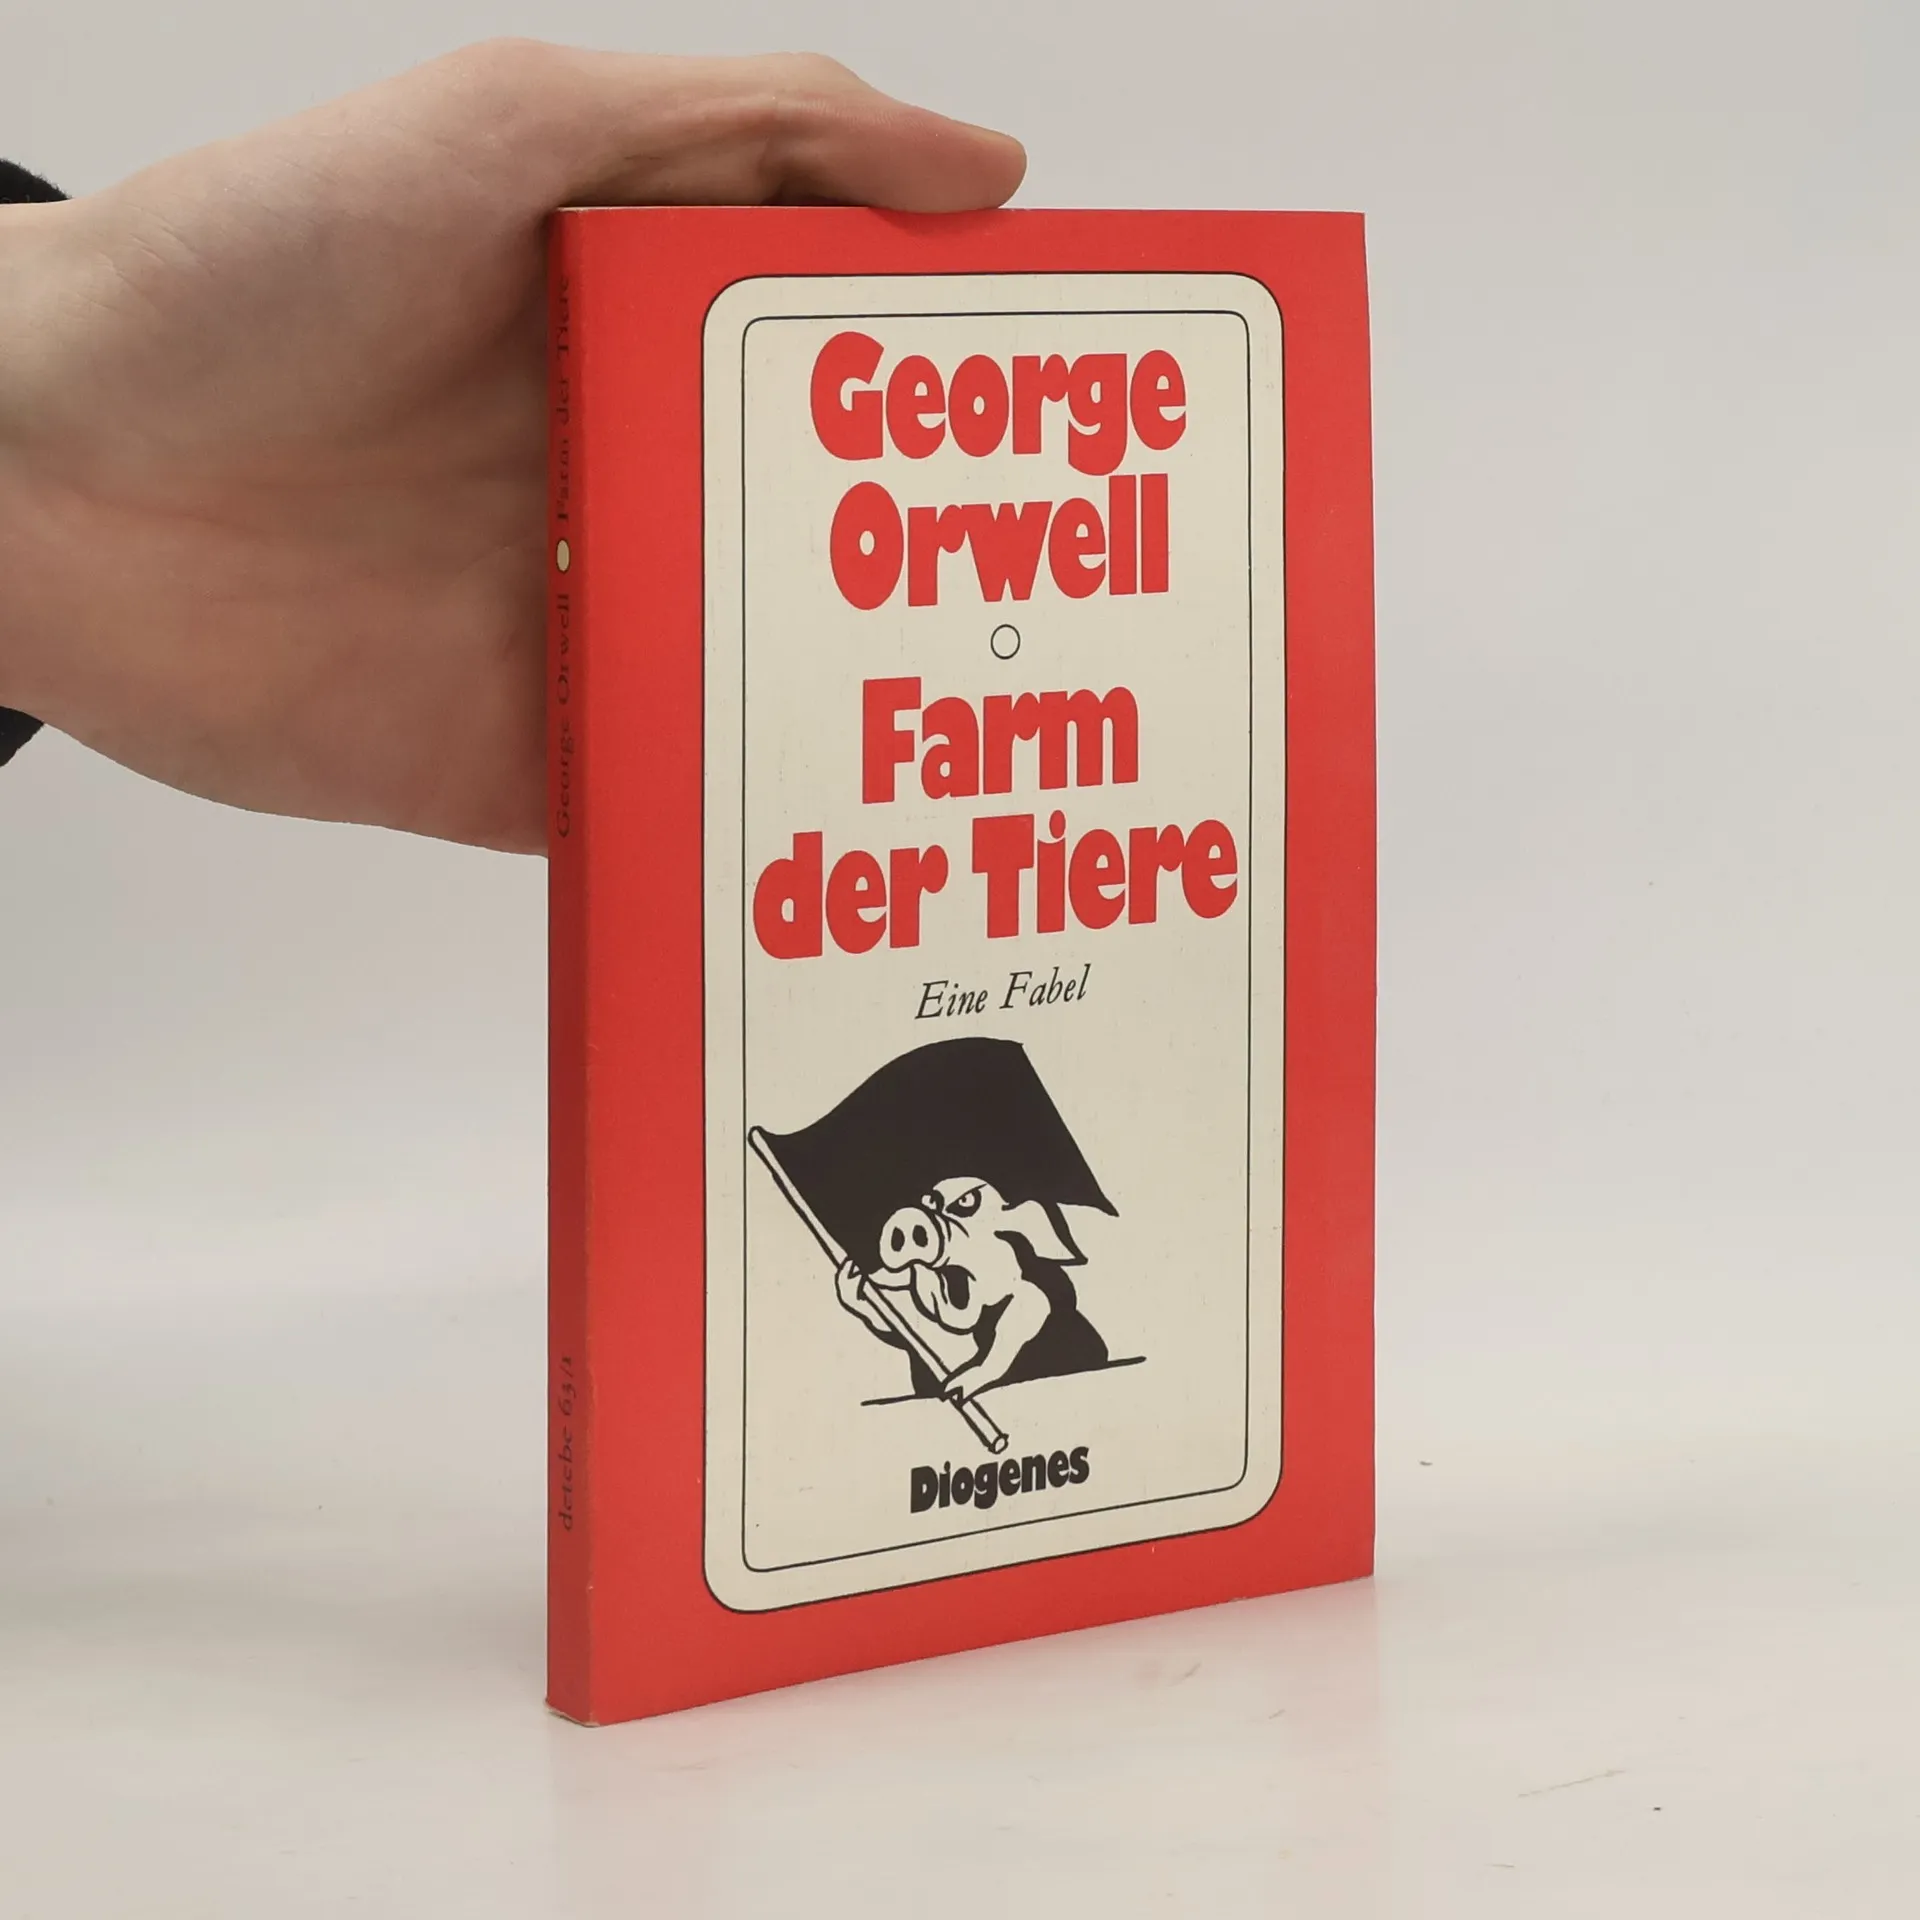 George
Orwell
Farm
der Tiere
Eine Fabel
Diogenes
George Orwell Farm der Tiere
detebe 63/1